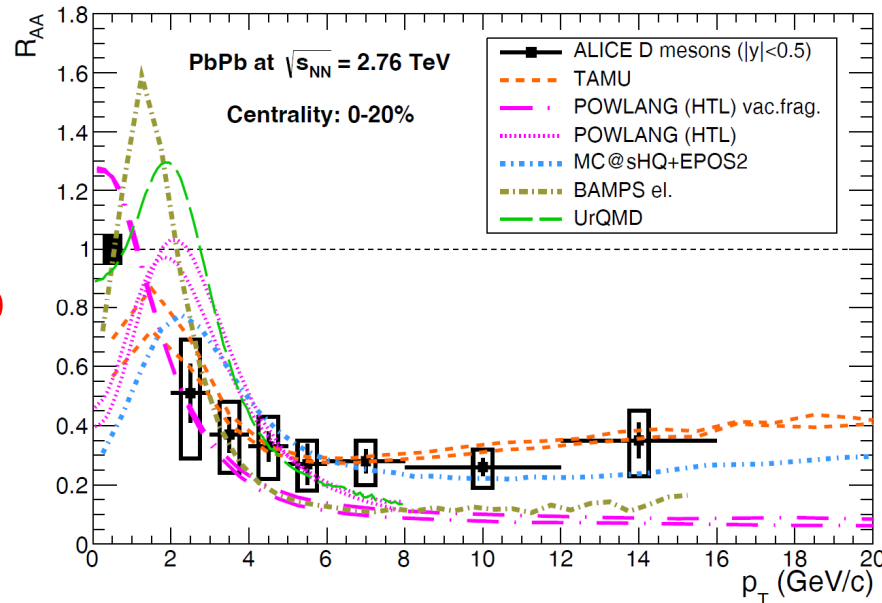 R_AA
1.8
1.6
1.4
1.2
1
0.8
0.6
0.4
0.2
0
PbPb at √s_NN = 2.76 TeV
Centrality: 0-20%
ALICE D mesons (|y|<0.5)
TAMU
POWLANG (HTL) vac.frag.
POWLANG (HTL)
MC@sHQ+EPOS2
BAMPS el.
UrQMD
)
0 2 4 6 8 10 12 14 16 18 20
p_T (GeV/c)